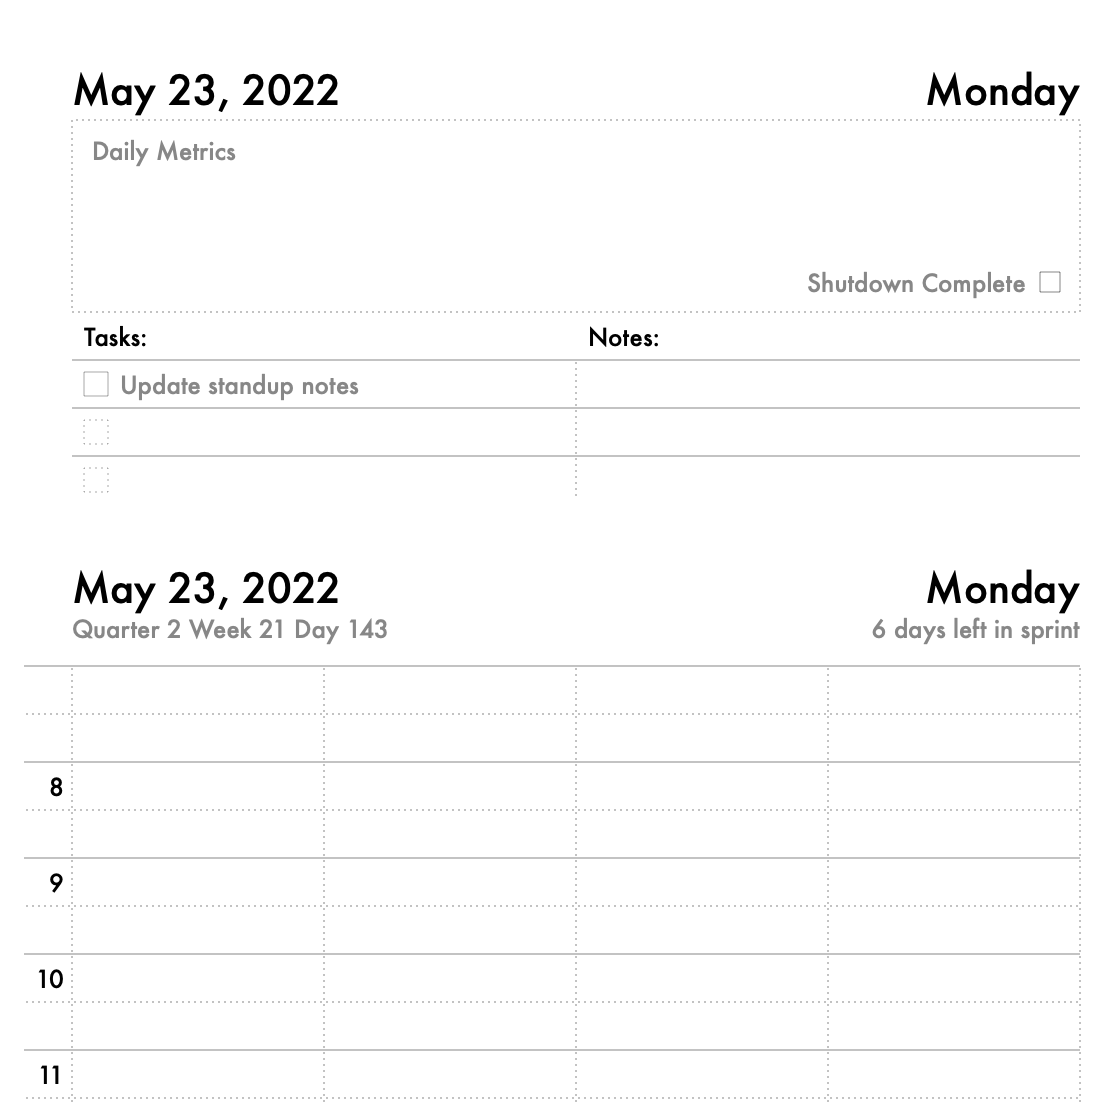 May 23, 2022 Monday
Daily Metrics
Shutdown Complete
Tasks: Notes:
Update standup notes
May 23, 2022 Monday
Quarter 2 Week 21 Day 143 6 days left in sprint
8
9
10
11